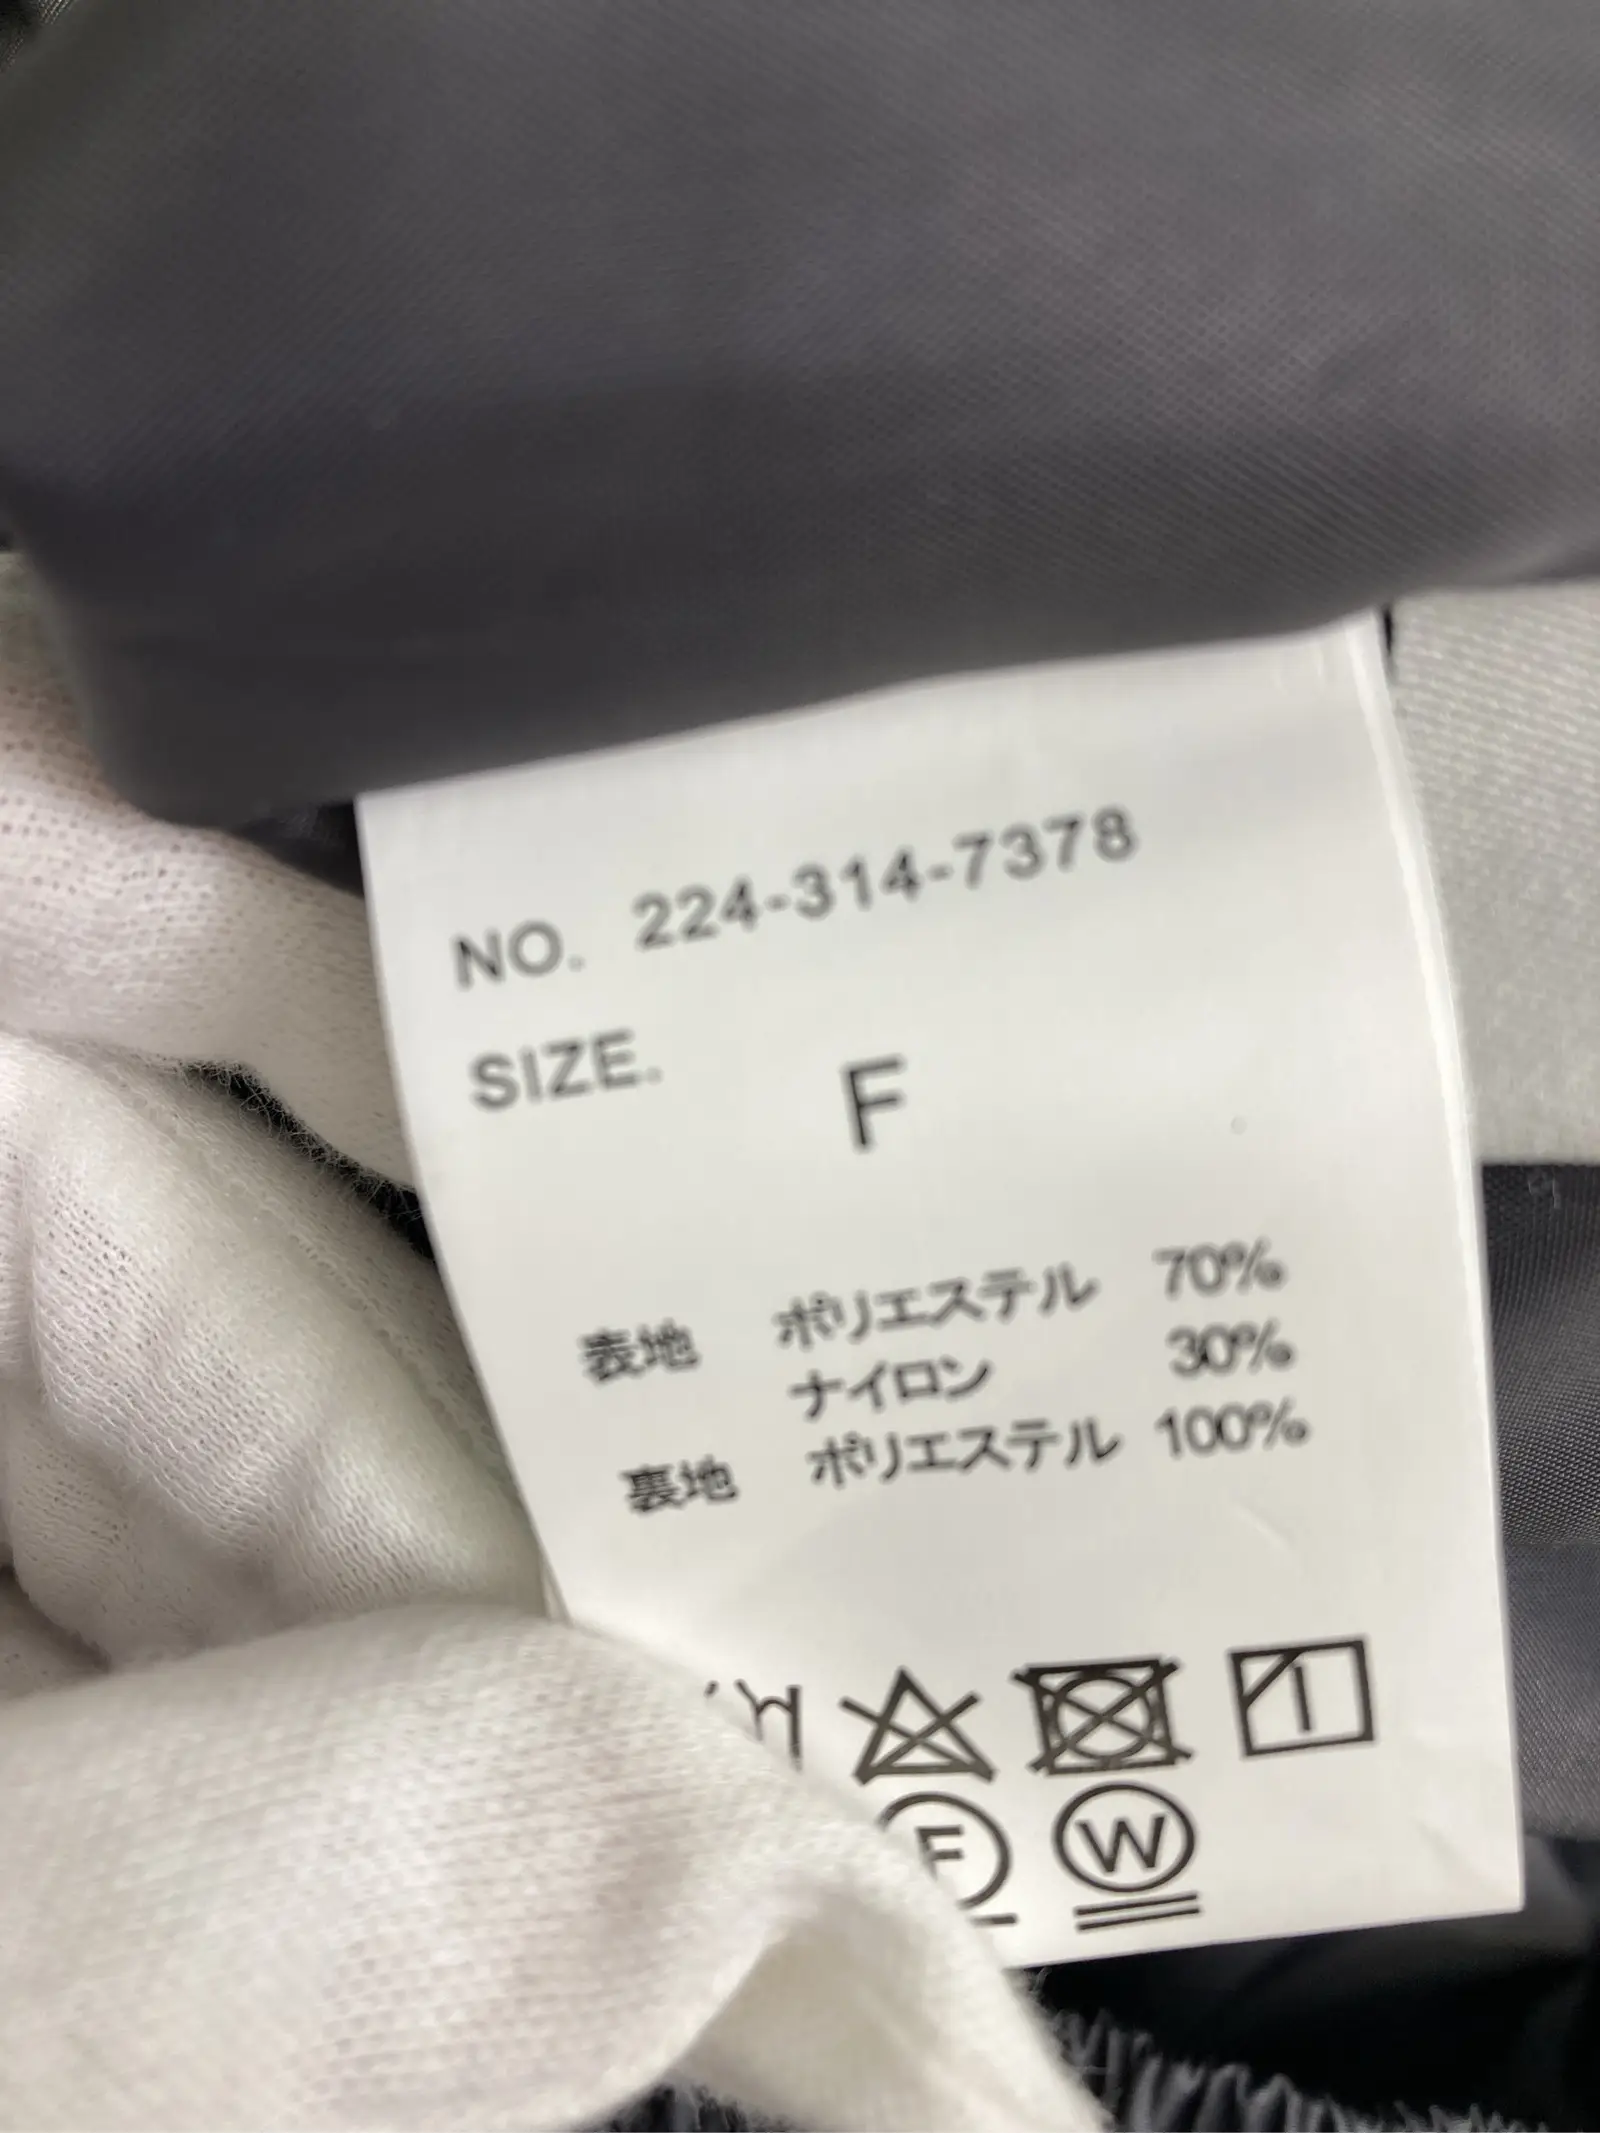 NO. 224-314-7378
SIZE. F
表地 ポリエステル 70%
ナイロン 30%
裏地 ポリエステル 100%
F W